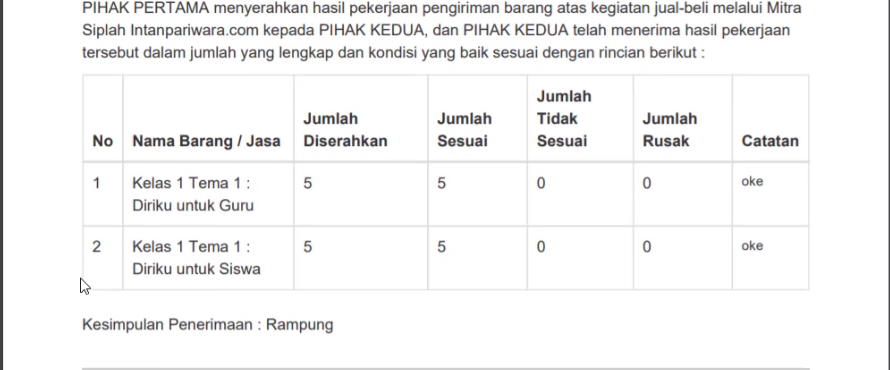 PIHAK PERTAMA menyerahkan hasil pekerjaan pengiriman barang atas kegiatan jual-beli melalui Mitra
Siplah Intanpariwara.com kepada PIHAK KEDUA, dan PIHAK KEDUA telah menerima hasil pekerjaan
tersebut dalam jumlah yang lengkap dan kondisi yang baik sesuai dengan rincian berikut :
No Nama Barang / Jasa Jumlah Diserahkan Jumlah Sesuai Jumlah Tidak Sesuai Jumlah Rusak Catatan
1 Kelas 1 Tema 1 : Diriku untuk Guru 5 5 0 0 oke
2 Kelas 1 Tema 1 : Diriku untuk Siswa 5 5 0 0 oke
Kesimpulan Penerimaan : Rampung